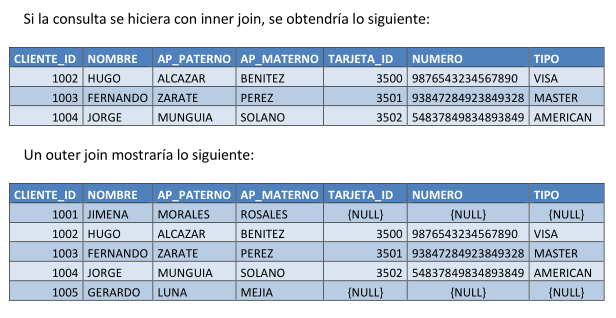 Si la consulta se hiciera con inner join, se obtendría lo siguiente:
CLIENTE_ID NOMBRE AP_PATERNO AP_MATERNO TARJETA_ID NUMERO TIPO
1002 HUGO ALCAZAR BENITEZ 3500 9876543234567890 VISA
1003 FERNANDO ZARATE PEREZ 3501 93847284923849328 MASTER
1004 JORGE MUNGUIA SOLANO 3502 54837849834893849 AMERICAN
Un outer join mostraría lo siguiente:
CLIENTE_ID NOMBRE AP_PATERNO AP_MATERNO TARJETA_ID NUMERO TIPO
1001 JIMENA MORALES ROSALES {NULL} {NULL} {NULL}
1002 HUGO ALCAZAR BENITEZ 3500 9876543234567890 VISA
1003 FERNANDO ZARATE PEREZ 3501 93847284923849328 MASTER
1004 JORGE MUNGUIA SOLANO 3502 54837849834893849 AMERICAN
1005 GERARDO LUNA MEJIA {NULL} {NULL} {NULL}